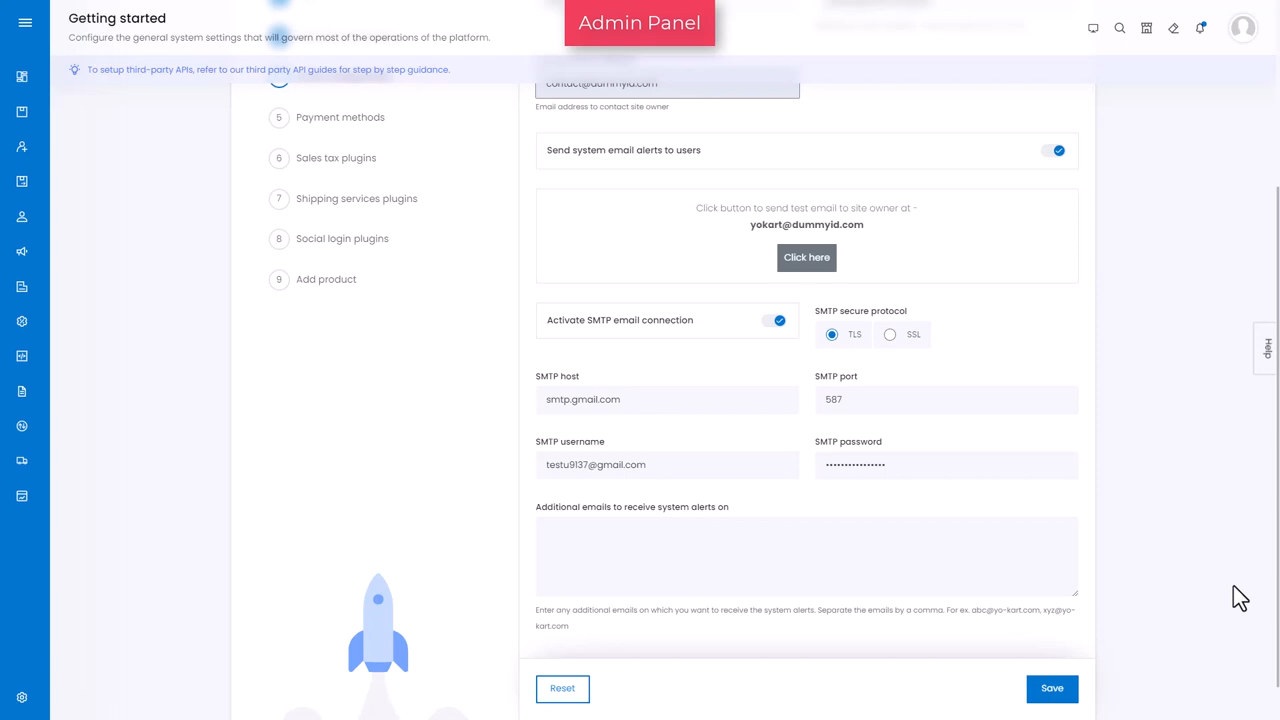 Getting started
Admin Panel
Configure the general system settings that will govern most of the operations of the platform.
To setup third-party APIs, refer to our third party API guides for step by step guidance.
contact@dummyid.com
Email address to contact site owner
5 Payment methods
6 Sales tax plugins
7 Shipping services plugins
8 Social login plugins
9 Add product
Send system email alerts to users
Click button to send test email to site owner at -
yokart@dummyid.com
Click here
Activate SMTP email connection
SMTP secure protocol
TLS SSL
SMTP host
smtp.gmail.com
SMTP port
587
SMTP username
testu9137@gmail.com
SMTP password
••••••••••••••••
Additional emails to receive system alerts on
Enter any additional emails on which you want to receive the system alerts. Separate the emails by a comma. For ex. abc@yo-kart.com, xyz@yo-
kart.com
Reset
Save
Help